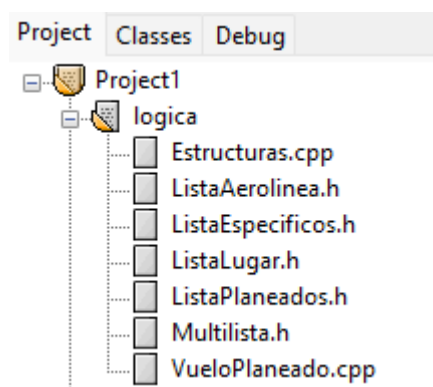 Project Classes Debug
Project1
logica
Estructuras.cpp
ListaAerolinea.h
ListaEspecificos.h
ListaLugar.h
ListaPlaneados.h
Multilista.h
VueloPlaneado.cpp